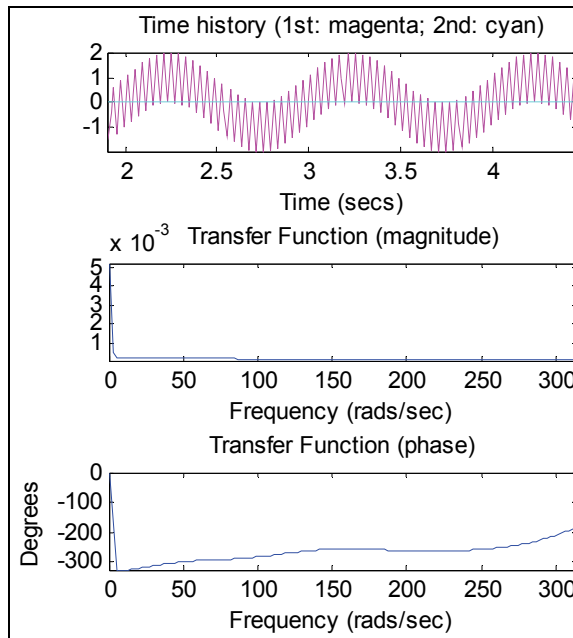 Time history (1st: magenta; 2nd: cyan)
2
1
0
-1
2 2.5 3 3.5 4
Time (secs)
x 10^-3 Transfer Function (magnitude)
5
4
3
2
1
0 50 100 150 200 250 300
Frequency (rads/sec)
Transfer Function (phase)
Degrees
0
-100
-200
-300
0 50 100 150 200 250 300
Frequency (rads/sec)